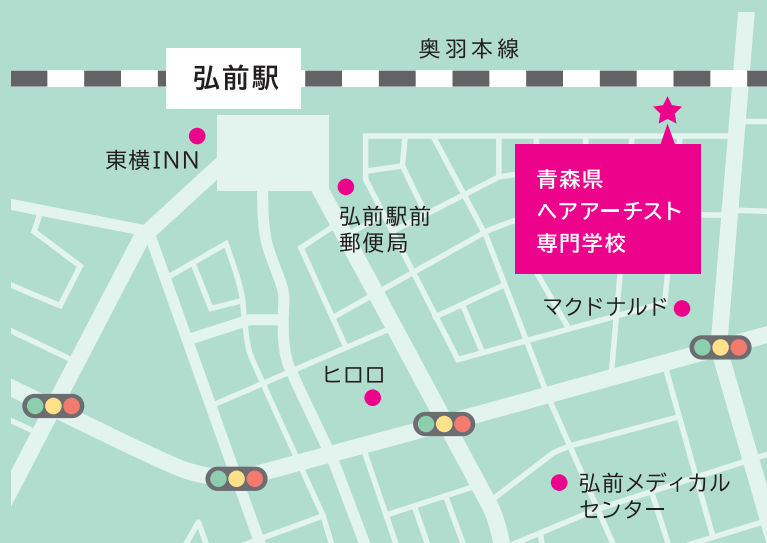 奥羽本線
弘前駅
東横INN
弘前駅前
郵便局
青森県
ヘアアーチスト
専門学校
マクドナルド
ヒロロ
弘前メディカル
センター